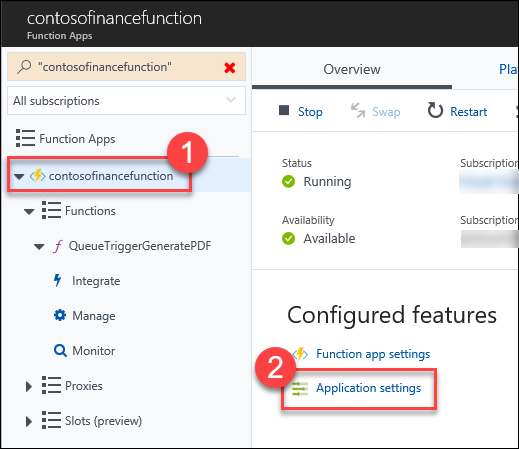 contosofinancefunction
Function Apps
"contosofinancefunction"
All subscriptions
Function Apps
1
contosofinancefunction
Functions
QueueTriggerGeneratePDF
Integrate
Manage
Monitor
Proxies
Slots (preview)
Overview
Stop
Swap
Restart
Status
Running
Subscription
Availability
Available
Subscription
Configured features
Function app settings
2
Application settings